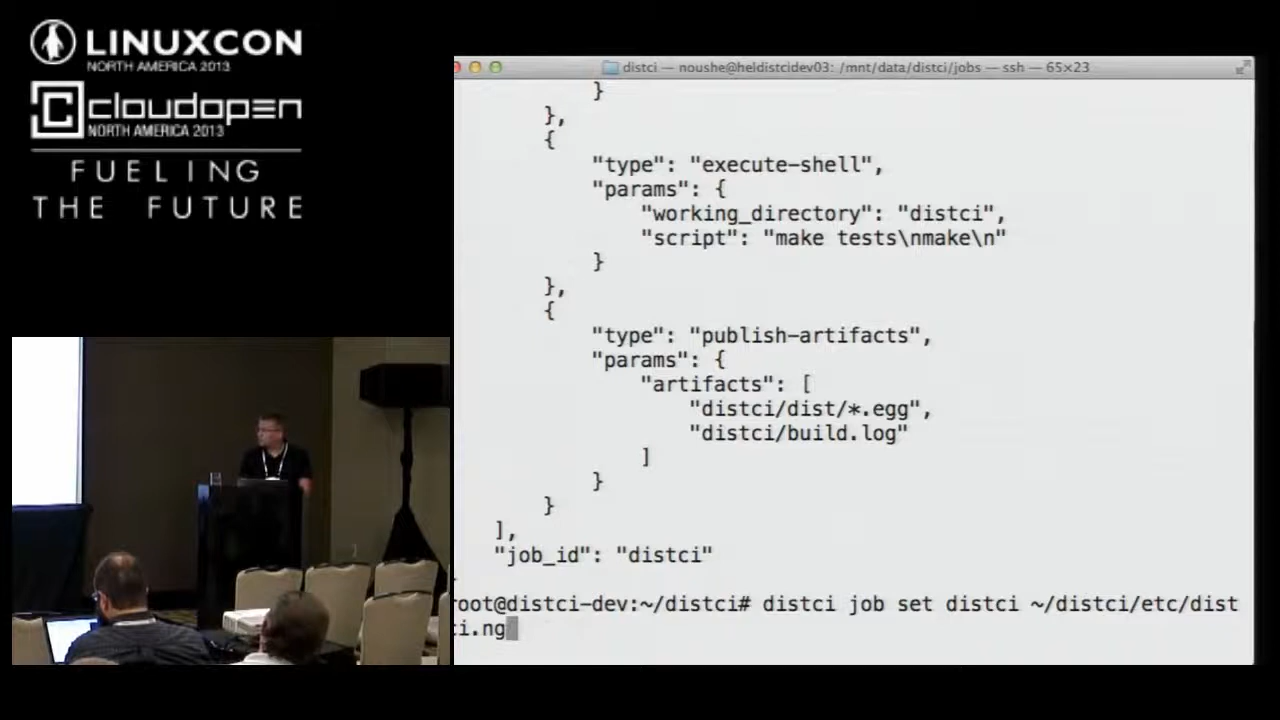 LINUXCON
NORTH AMERICA 2013
cloudopen
NORTH AMERICA 2013
FUELING
THE FUTURE
distci — noushe@heldistcidev03: /mnt/data/distci/jobs — ssh — 65×23
}
},
{
"type": "execute-shell",
"params": {
"working_directory": "distci",
"script": "make tests\nmake\n"
}
},
{
"type": "publish-artifacts",
"params": {
"artifacts": [
"distci/dist/*.egg",
"distci/build.log"
]
}
}
],
"job_id": "distci"
root@distci-dev:~/distci# distci job set distci ~/distci/etc/dist
ci.ng